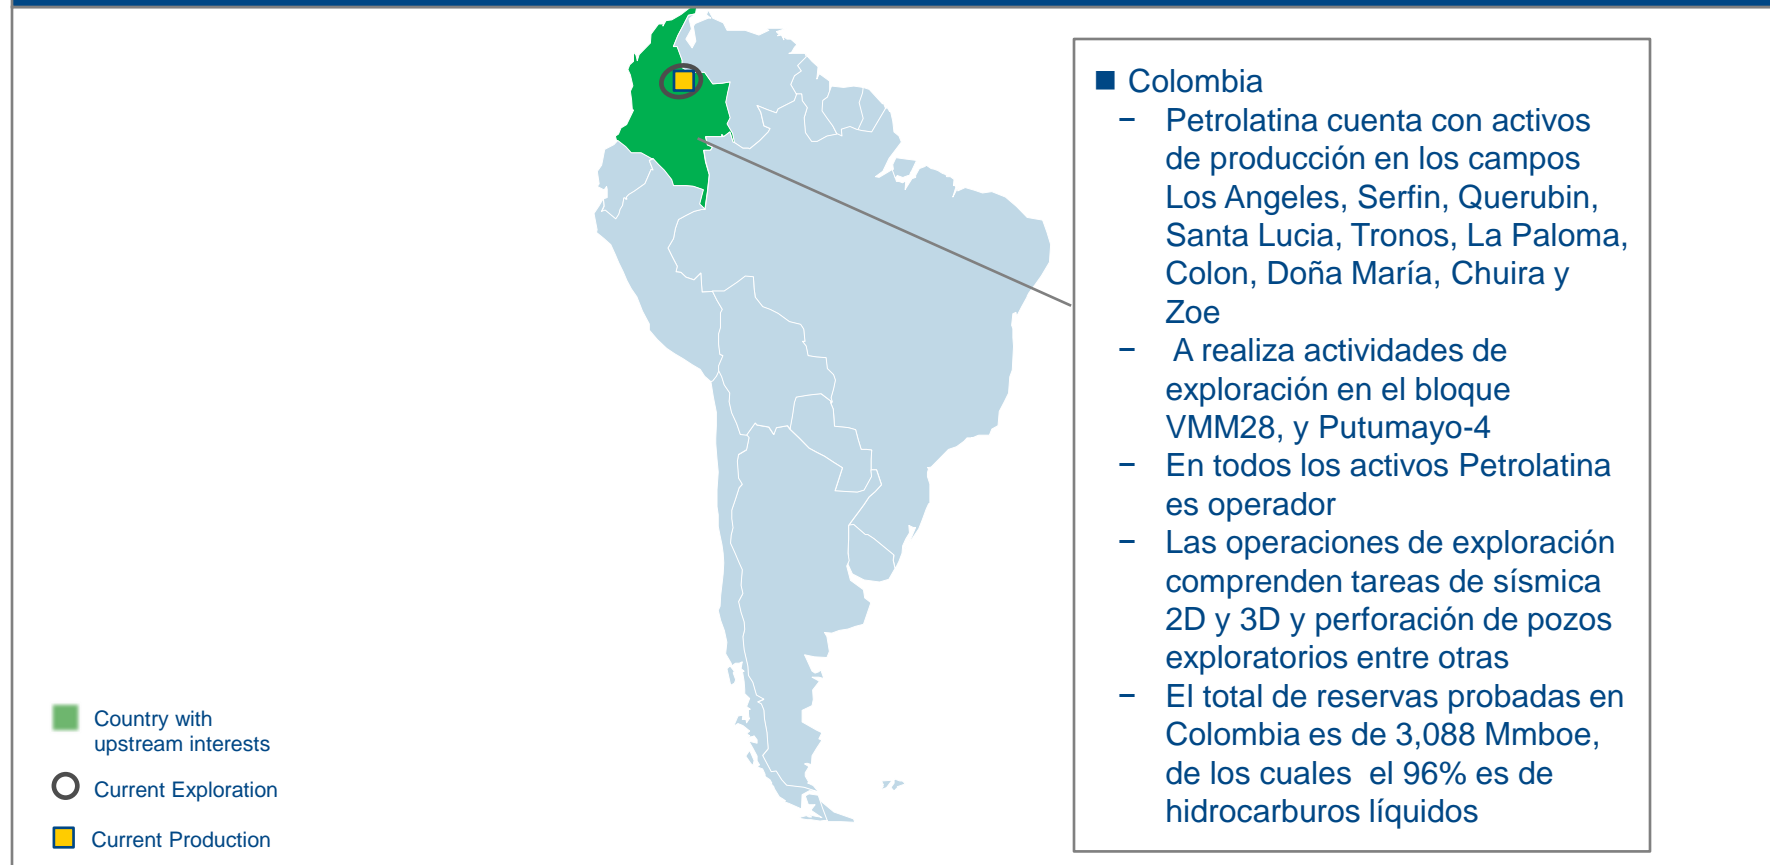 ■ Colombia
− Petrolatina cuenta con activos
de producción en los campos
Los Angeles, Serfin, Querubin,
Santa Lucia, Tronos, La Paloma,
Colon, Doña María, Chuira y
Zoe
− A realiza actividades de
exploración en el bloque
VMM28, y Putumayo-4
− En todos los activos Petrolatina
es operador
− Las operaciones de exploración
comprenden tareas de sísmica
2D y 3D y perforación de pozos
exploratorios entre otras
− El total de reservas probadas en
Colombia es de 3,088 Mmboe,
de los cuales el 96% es de
hidrocarburos líquidos
Country with
upstream interests
Current Exploration
Current Production